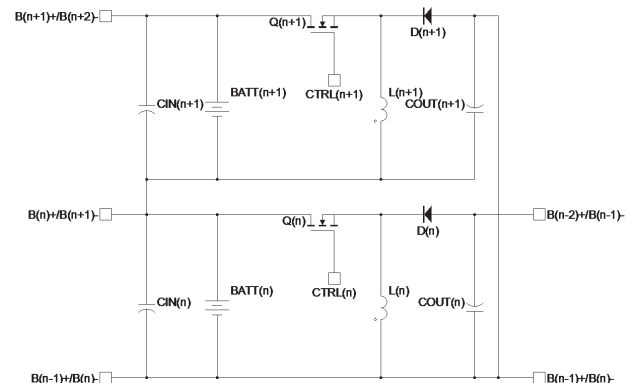 B(n+1)+/B(n+2)-
Q(n+1)
D(n+1)
CIN(n+1)
BATT(n+1)
CTRL(n+1)
L(n+1)
COUT(n+1)
B(n)+/B(n+1)-
Q(n)
D(n)
B(n-2)+/B(n-1)-
CIN(n)
BATT(n)
CTRL(n)
L(n)
COUT(n)
B(n-1)+/B(n)-
B(n-1)+/B(n)-